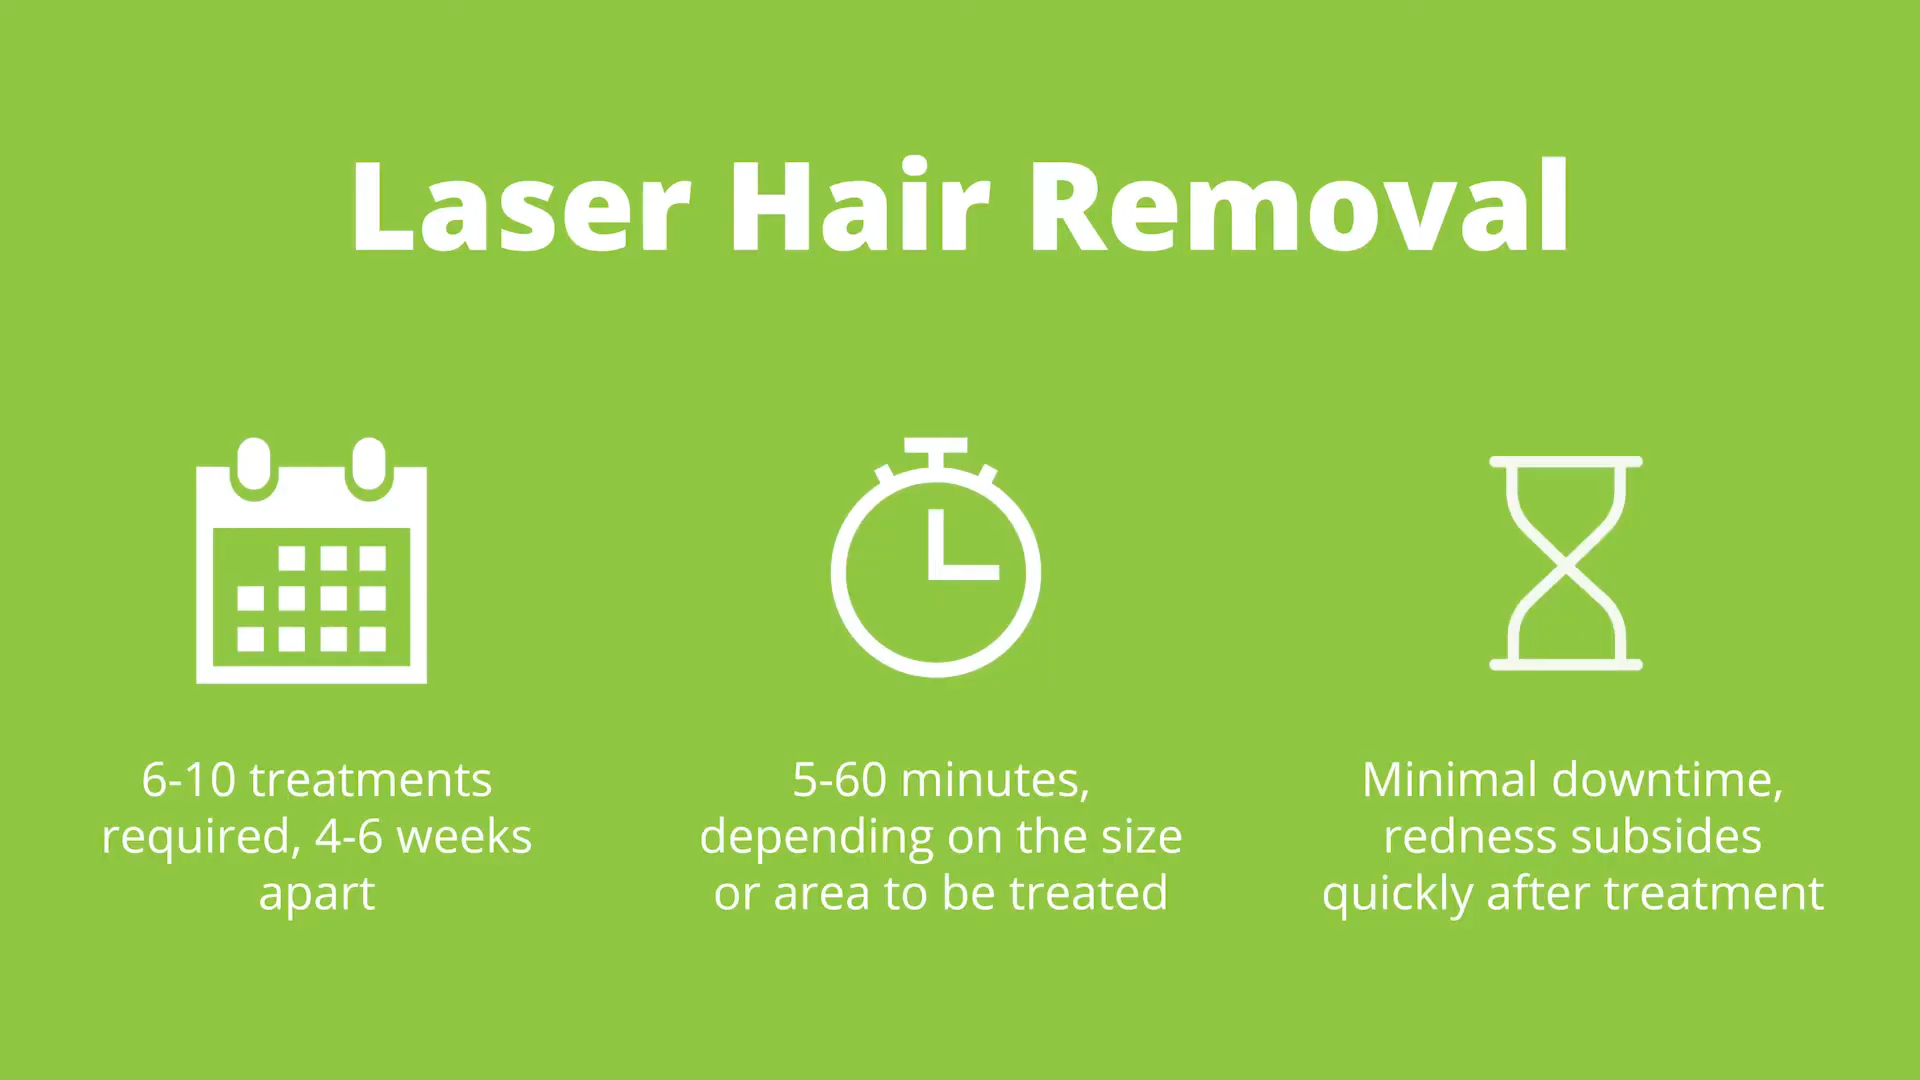 Laser Hair Removal
6-10 treatments
required, 4-6 weeks
apart
5-60 minutes,
depending on the size
or area to be treated
Minimal downtime,
redness subsides
quickly after treatment